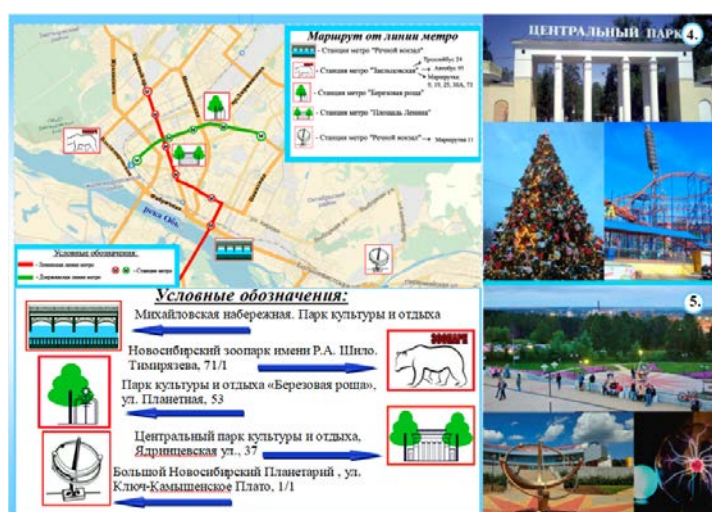 Маршрут от линии метро
- Станция метро "Речной вокзал"
- Станция метро "Заельцовская"
Троллейбус 24
Автобус 95
Маршрутки
9, 19, 25, 30А, 73
- Станция метро "Березовая роща"
- Станция метро "Площадь Ленина"
- Станция метро "Речной вокзал"
Маршрутка 11
река Обь
Условные обозначения:
- Ленинская линия метро
- Дзержинская линия метро
- Станции метро
Условные обозначения:
Михайловская набережная. Парк культуры и отдыха
Новосибирский зоопарк имени Р.А. Шило.
Тимирязева, 71/1
ЗООПАРК
Парк культуры и отдыха «Березовая роща»,
ул. Планетная, 53
Центральный парк культуры и отдыха,
Ядринцевская ул., 37
Большой Новосибирский Планетарий , ул.
Ключ-Камышенское Плато, 1/1
ЦЕНТРАЛЬНЫЙ ПАРК
4.
5.